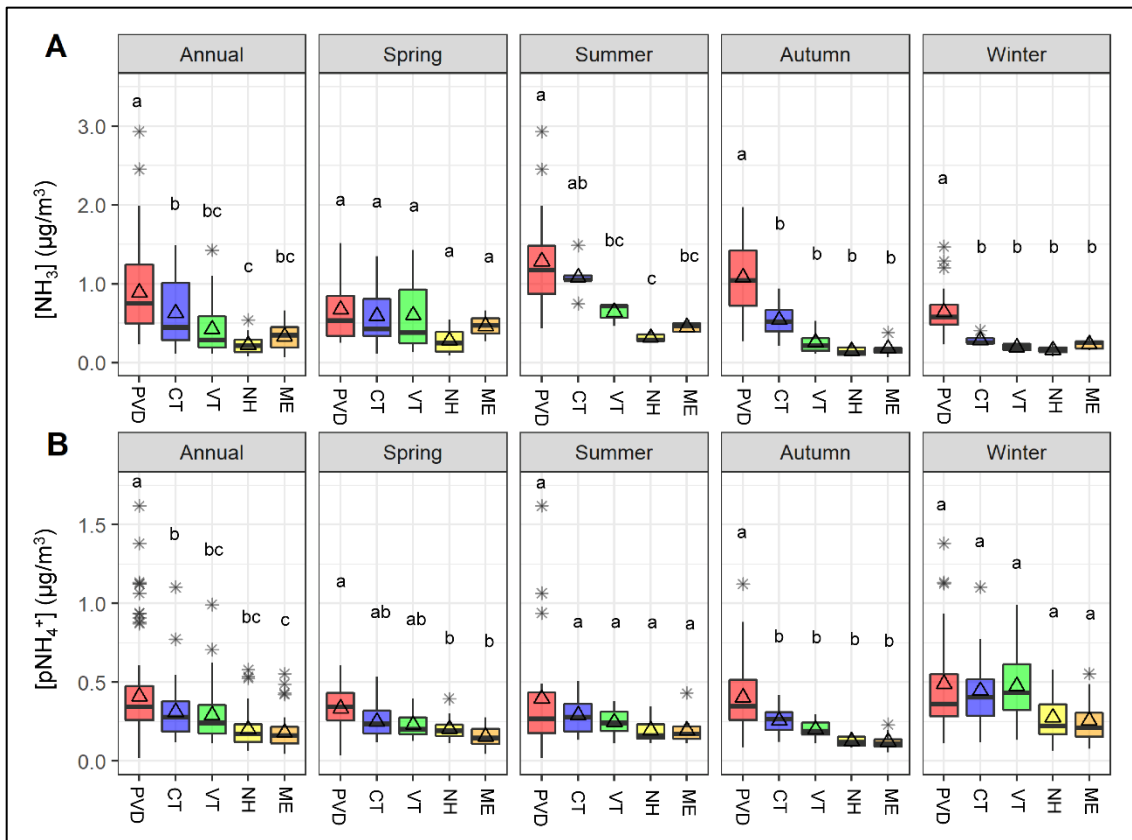 A
Annual Spring Summer Autumn Winter
a a a a a
3.0
a a a ab b
2.0
b bc bc b b b b b b b
c a a c bc
1.0
0.0
[NH₃] (µg/m³)
PVD CT VT NH ME PVD CT VT NH ME PVD CT VT NH ME PVD CT VT NH ME PVD CT VT NH ME
B
Annual Spring Summer Autumn Winter
a a a a a
1.5
b bc a a
1.0
bc c a ab ab b b a a a a b b b b a a
0.5
0.0
[pNH₄⁺] (µg/m³)
PVD CT VT NH ME PVD CT VT NH ME PVD CT VT NH ME PVD CT VT NH ME PVD CT VT NH ME